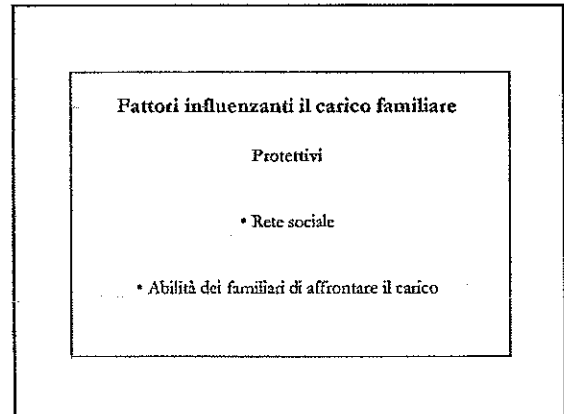 Fattori influenzanti il carico familiare
Protettivi
• Rete sociale
• Abilità dei familiari di affrontare il carico